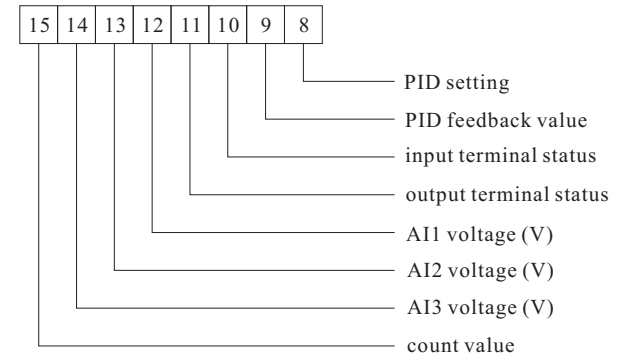 15 14 13 12 11 10 9 8
PID setting
PID feedback value
input terminal status
output terminal status
AI1 voltage (V)
AI2 voltage (V)
AI3 voltage (V)
count value